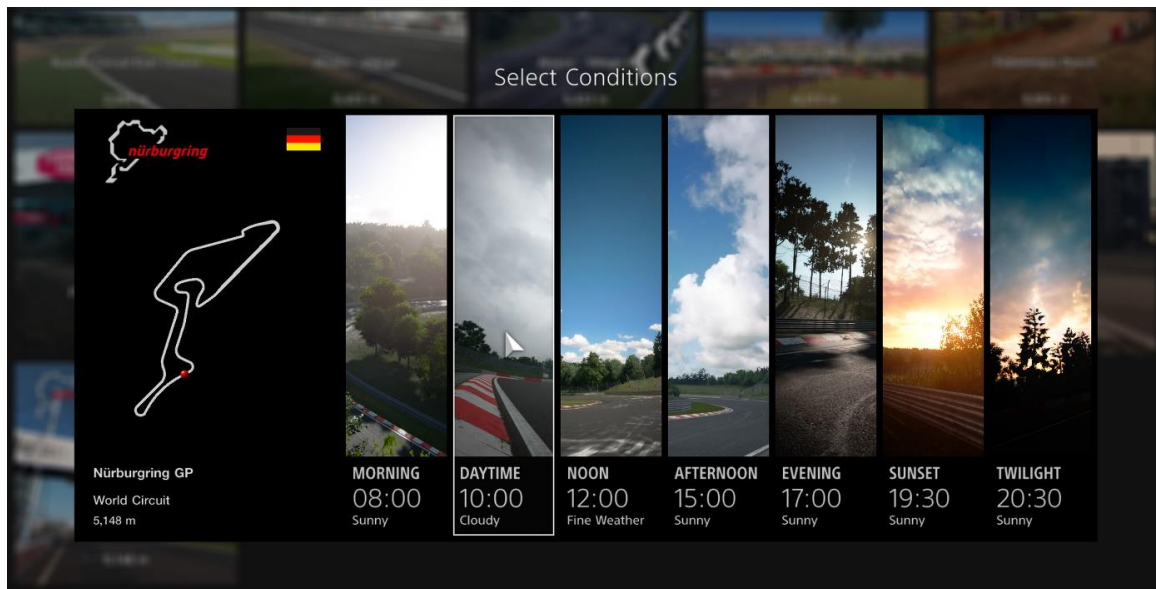 Select Conditions
nürburgring
Nürburgring GP
World Circuit
5,148 m
MORNING
08:00
Sunny
DAYTIME
10:00
Cloudy
NOON
12:00
Fine Weather
AFTERNOON
15:00
Sunny
EVENING
17:00
Sunny
SUNSET
19:30
Sunny
TWILIGHT
20:30
Sunny